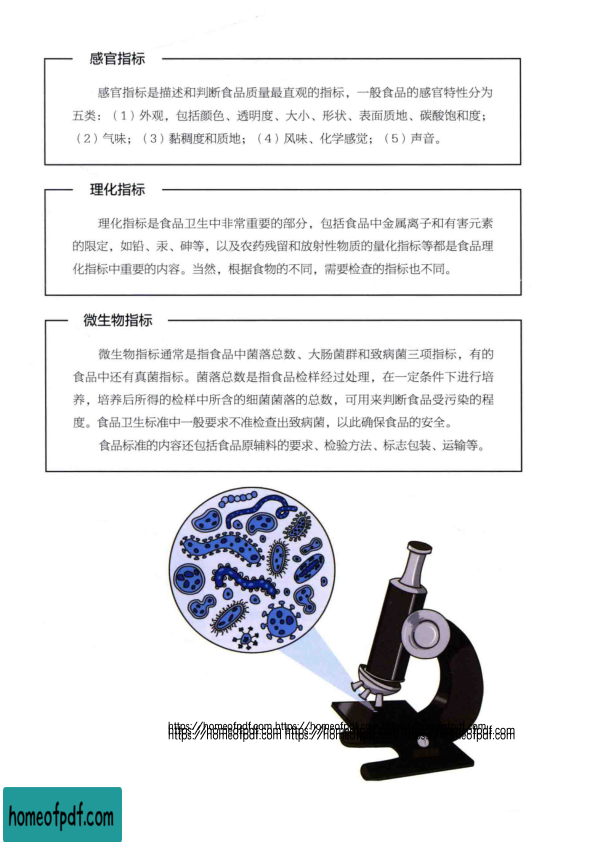 感官指标
感官指标是描述和判断食品质量最直观的指标，一般食品的感官特性分为
五类：（1）外观，包括颜色、透明度、大小、形状、表面质地、碳酸饱和度；
（2）气味；（3）黏稠度和质地；（4）风味、化学感觉；（5）声音。
理化指标
理化指标是食品卫生中非常重要的部分，包括食品中金属离子和有害元素
的限定，如铅、汞、砷等，以及农药残留和放射性物质的量化指标等都是食品理
化指标中重要的内容。当然，根据食物的不同，需要检查的指标也不同。
微生物指标
微生物指标通常是指食品中菌落总数、大肠菌群和致病菌三项指标，有的
食品中还有真菌指标。菌落总数是指食品检样经过处理，在一定条件下进行培
养，培养后所得的检样中所含的细菌菌落的总数，可用来判断食品受污染的程
度。食品卫生标准中一般要求不准检查出致病菌，以此确保食品的安全。
食品标准的内容还包括食品原辅料的要求、检验方法、标志包装、运输等。
https://homeofpdf.com https://homeofpdf.com
https://homeofpdf.com https://homeofpdf.com
homeofpdf.com